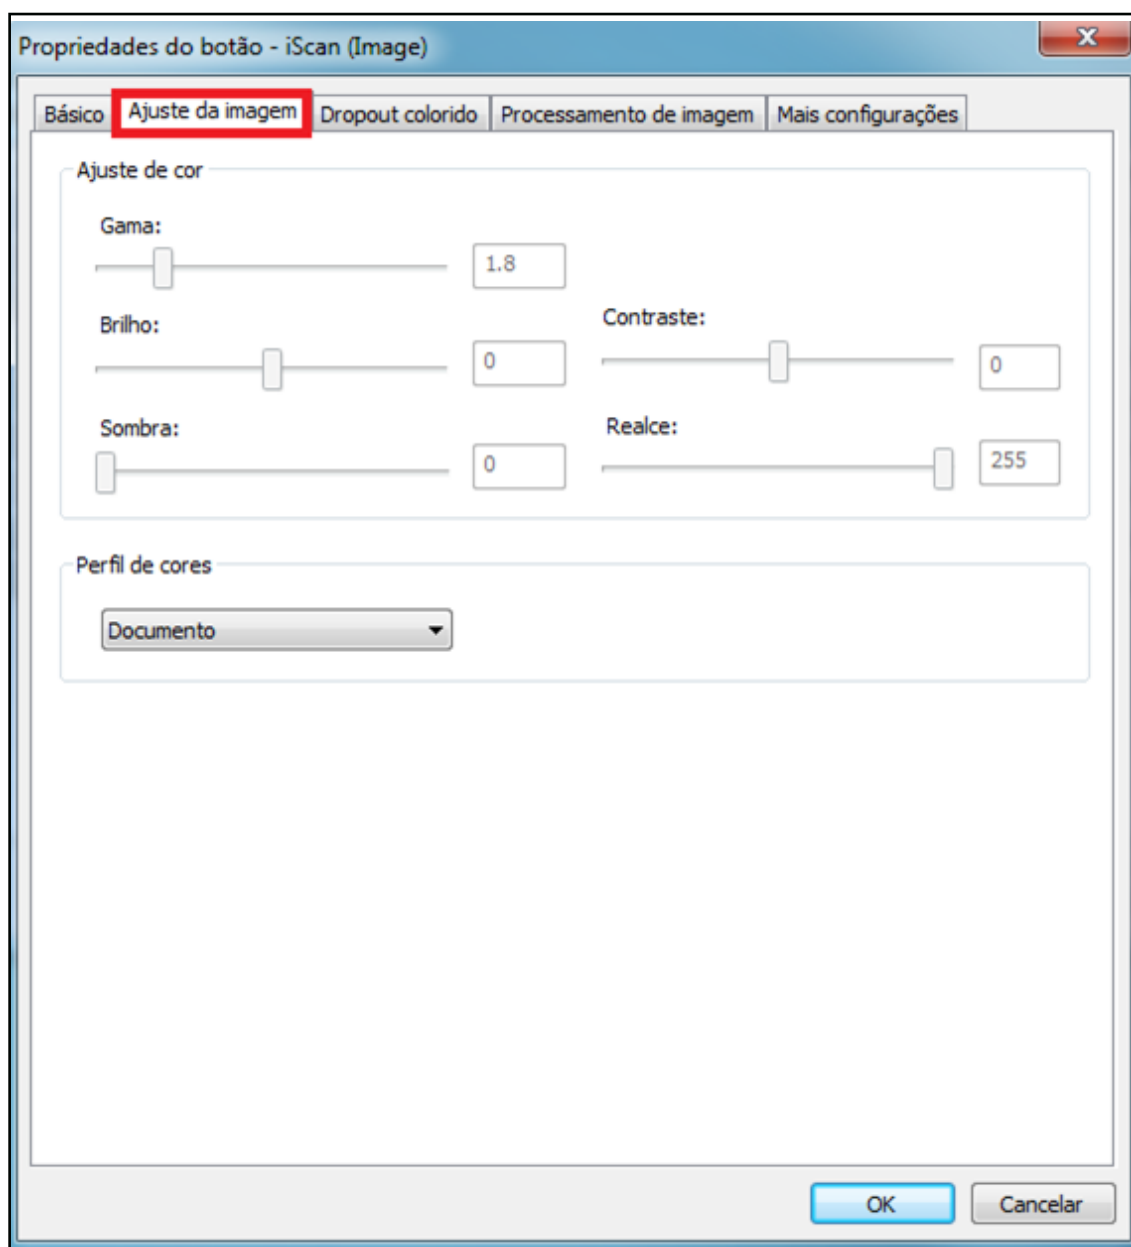 Propriedades do botão - iScan (Image)
Básico Ajuste da imagem Dropout colorido Processamento de imagem Mais configurações
Ajuste de cor
Gama:
1.8
Brilho: Contraste:
0 0
Sombra: Realce:
0 255
Perfil de cores
Documento
OK Cancelar